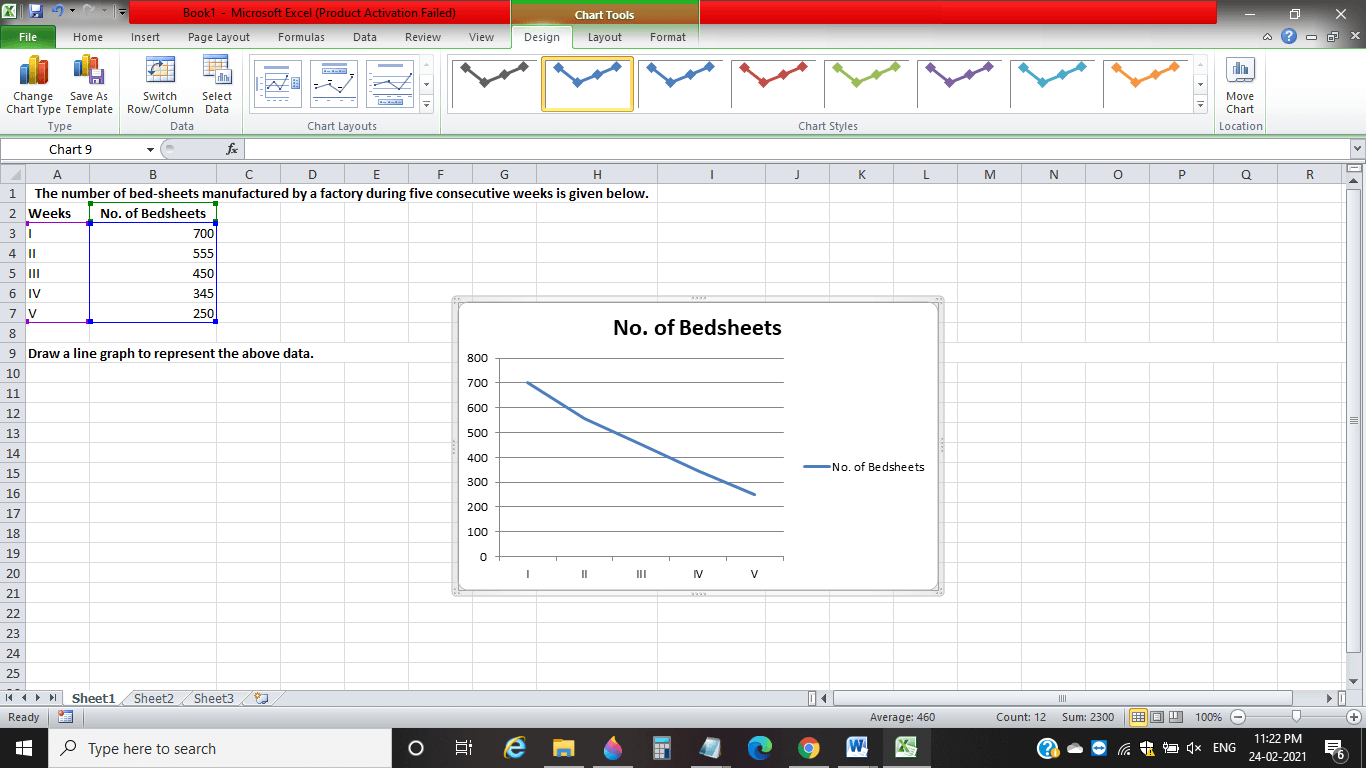 Book1 - Microsoft Excel (Product Activation Failed)
Chart Tools
File Home Insert Page Layout Formulas Data Review View Design Layout Format
Change Chart Type
Save As Template
Switch Row/Column
Select Data
Move Chart
Type Data Chart Layouts Chart Styles Location
Chart 9 fx
A B C D E F G H I J K L M N O P Q R
1 The number of bed-sheets manufactured by a factory during five consecutive weeks is given below.
2 Weeks No. of Bedsheets
3 I 700
4 II 555
5 III 450
6 IV 345
7 V 250
8
9 Draw a line graph to represent the above data.
10
11
12
13
14
15
16
17
18
19
20
21
22
23
24
25
No. of Bedsheets
800
700
600
500
400
300
200
100
0
I II III IV V
No. of Bedsheets
Sheet1 Sheet2 Sheet3
Ready Average: 460 Count: 12 Sum: 2300 100%
Type here to search
ENG
11:22 PM
24-02-2021
6